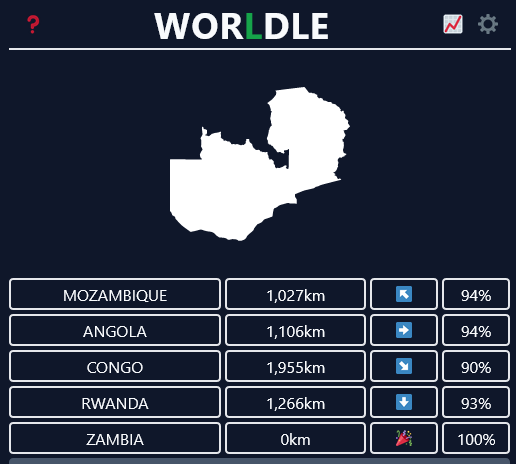 ?
WORLDLE
MOZAMBIQUE 1,027km 94%
ANGOLA 1,106km 94%
CONGO 1,955km 90%
RWANDA 1,266km 93%
ZAMBIA 0km 100%